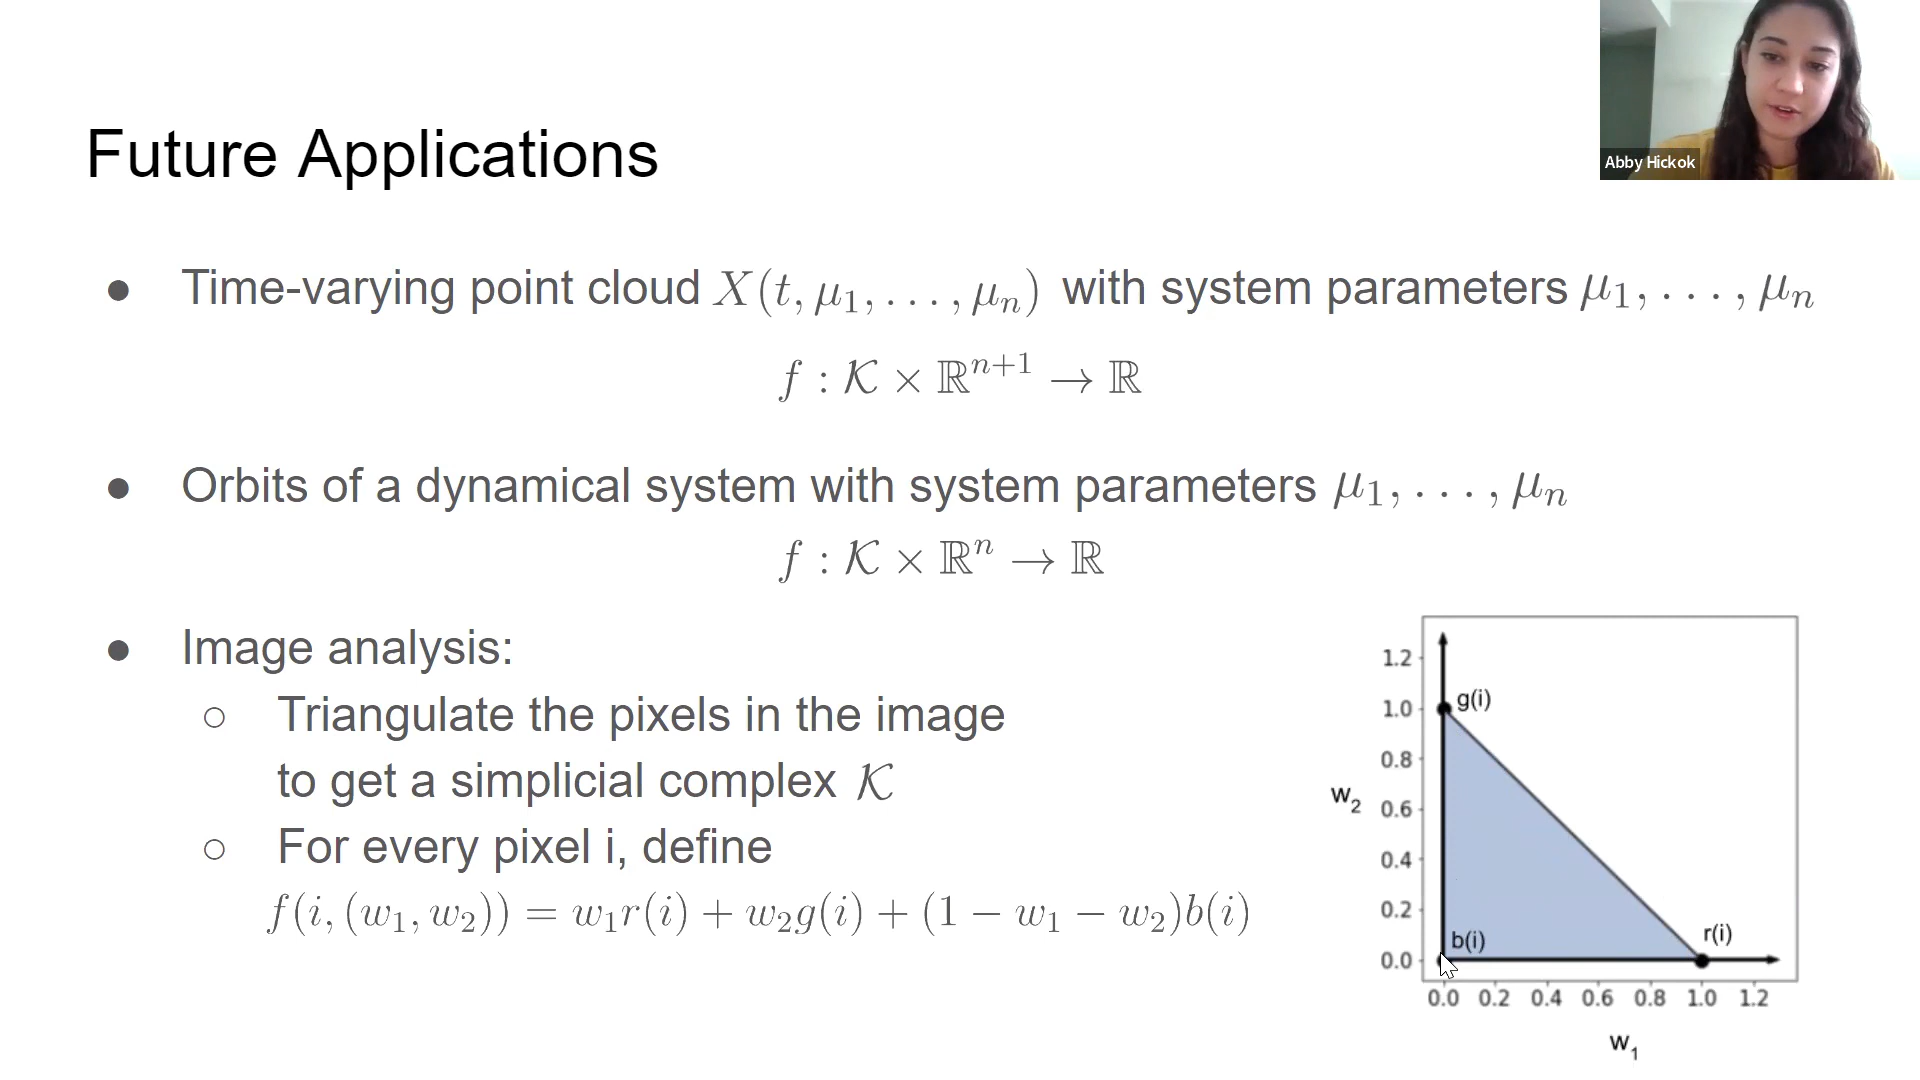 Abby Hickok
Future Applications
● Time-varying point cloud X(t, μ₁, . . . , μₙ) with system parameters μ₁, . . . , μₙ
f : 𝒦 × ℝⁿ⁺¹ → ℝ
● Orbits of a dynamical system with system parameters μ₁, . . . , μₙ
f : 𝒦 × ℝⁿ → ℝ
● Image analysis:
○ Triangulate the pixels in the image
to get a simplicial complex 𝒦
○ For every pixel i, define
f(i, (w₁, w₂)) = w₁r(i) + w₂g(i) + (1 − w₁ − w₂)b(i)
1.2
1.0 g(i)
0.8
w₂
0.6
0.4
0.2
r(i)
b(i)
0.0
0.0 0.2 0.4 0.6 0.8 1.0 1.2
w₁